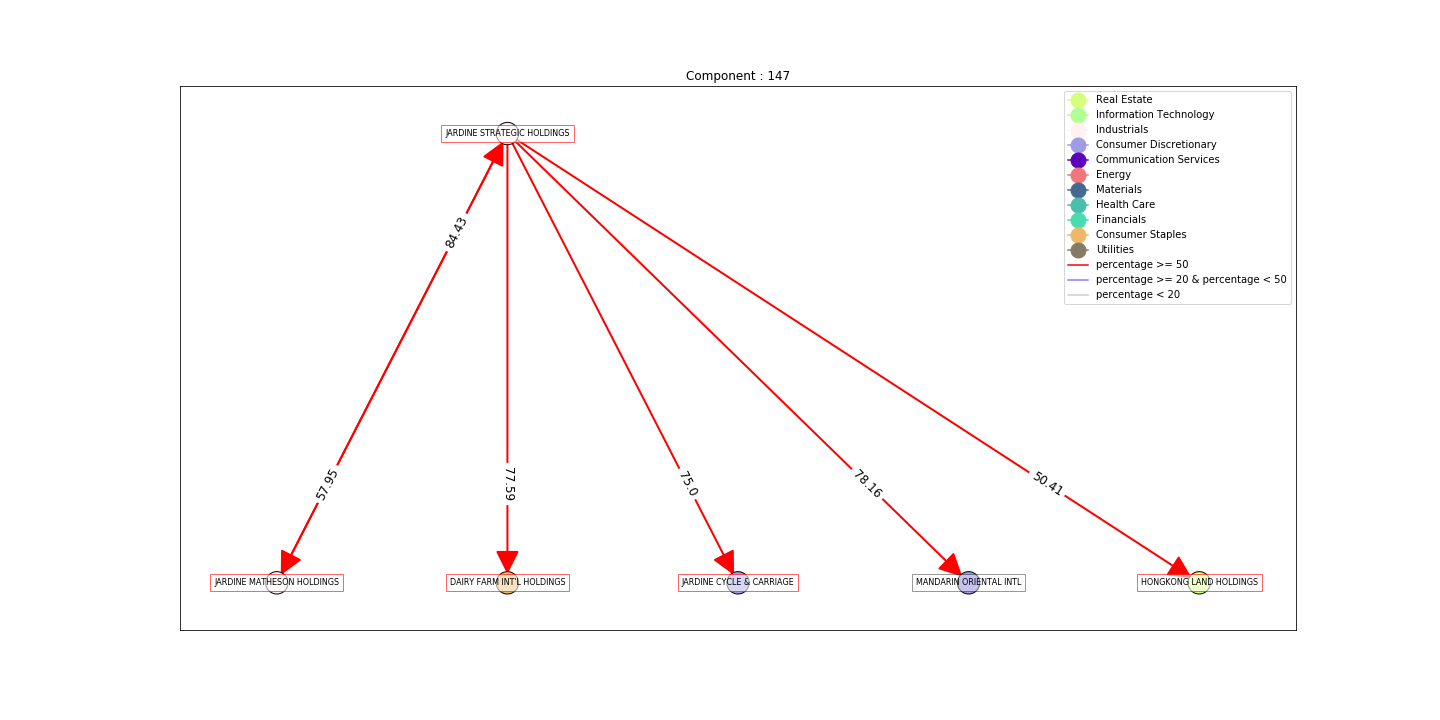 Component : 147
JARDINE STRATEGIC HOLDINGS
Real Estate
Information Technology
Industrials
Consumer Discretionary
Communication Services
Energy
Materials
Health Care
Financials
Consumer Staples
Utilities
percentage >= 50
percentage >= 20 & percentage < 50
percentage < 20
84.43
57.95
77.59
75.0
78.16
50.41
JARDINE MATHESON HOLDINGS
DAIRY FARM INT'L HOLDINGS
JARDINE CYCLE & CARRIAGE
MANDARIN ORIENTAL INTL
HONGKONG LAND HOLDINGS